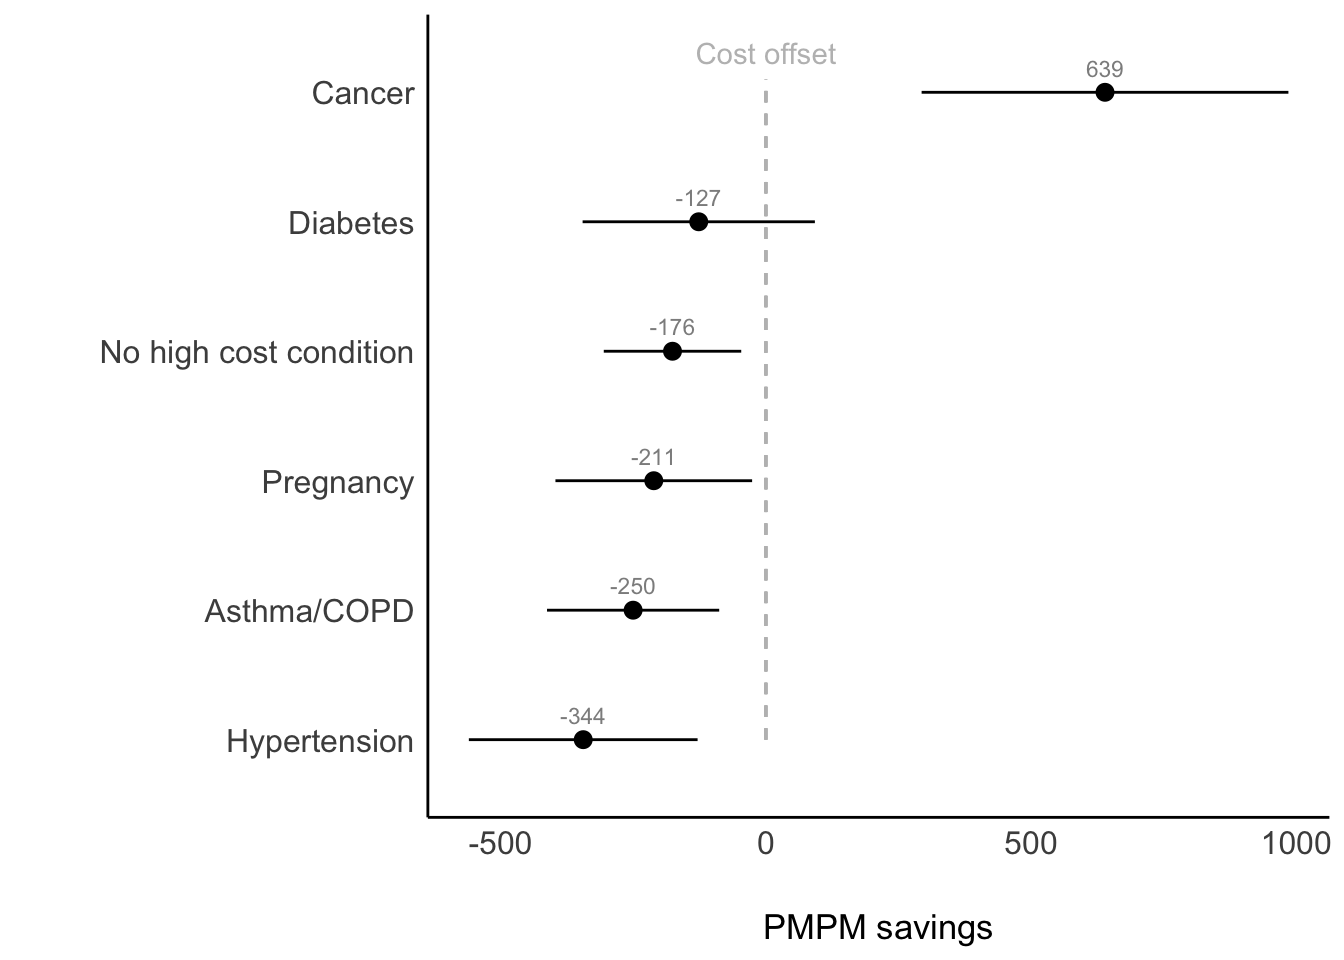 Cost offset
Cancer
639
Diabetes
-127
No high cost condition
-176
Pregnancy
-211
Asthma/COPD
-250
Hypertension
-344
-500 0 500 1000
PMPM savings